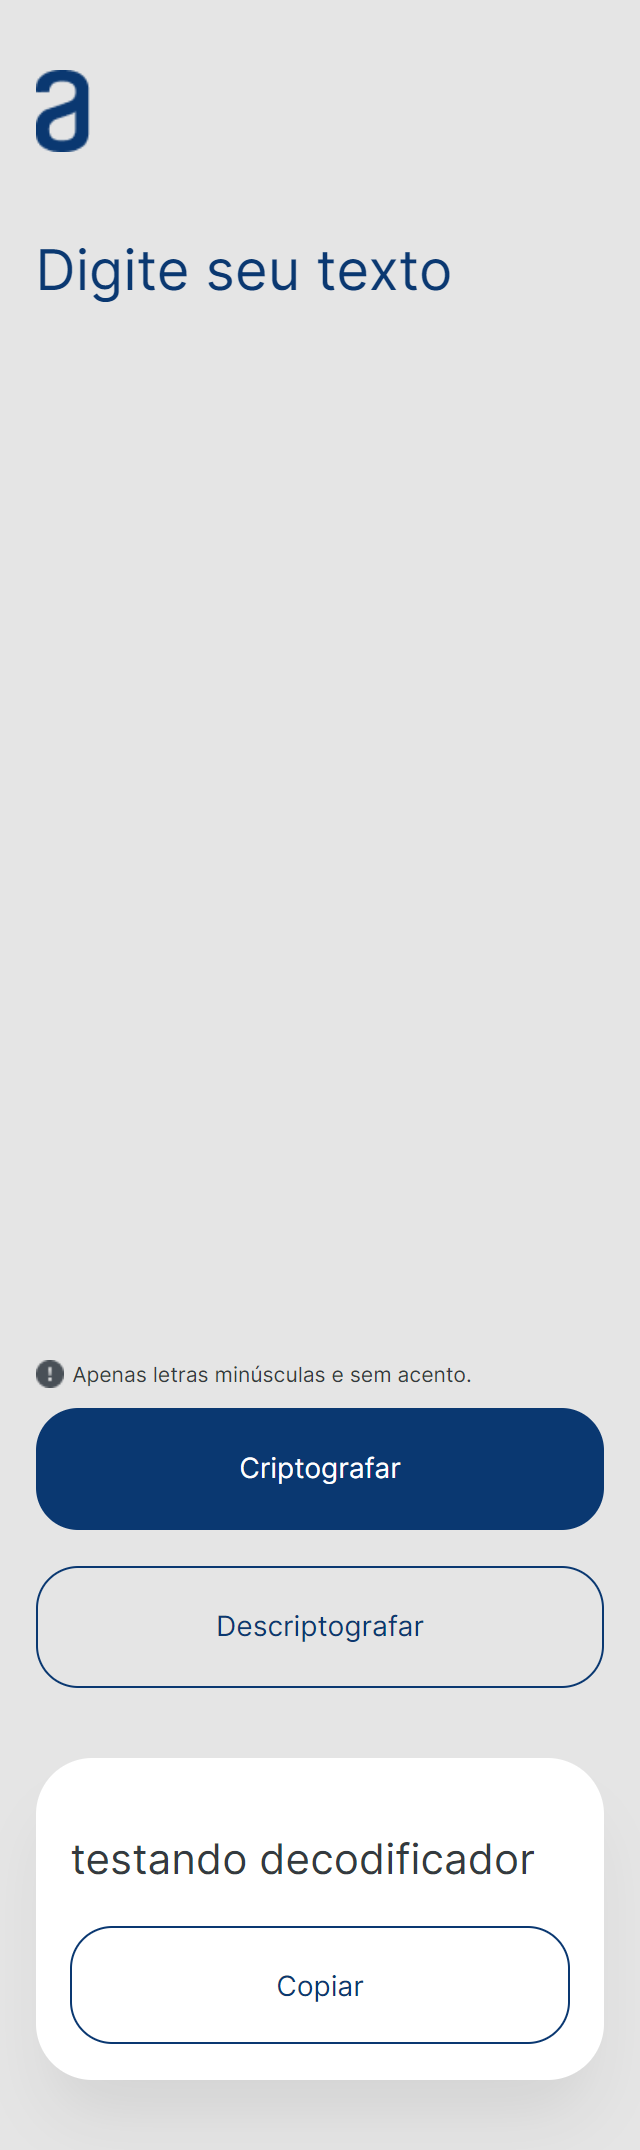 a
Digite seu texto
! Apenas letras minúsculas e sem acento.
Criptografar
Descriptografar
testando decodificador
Copiar